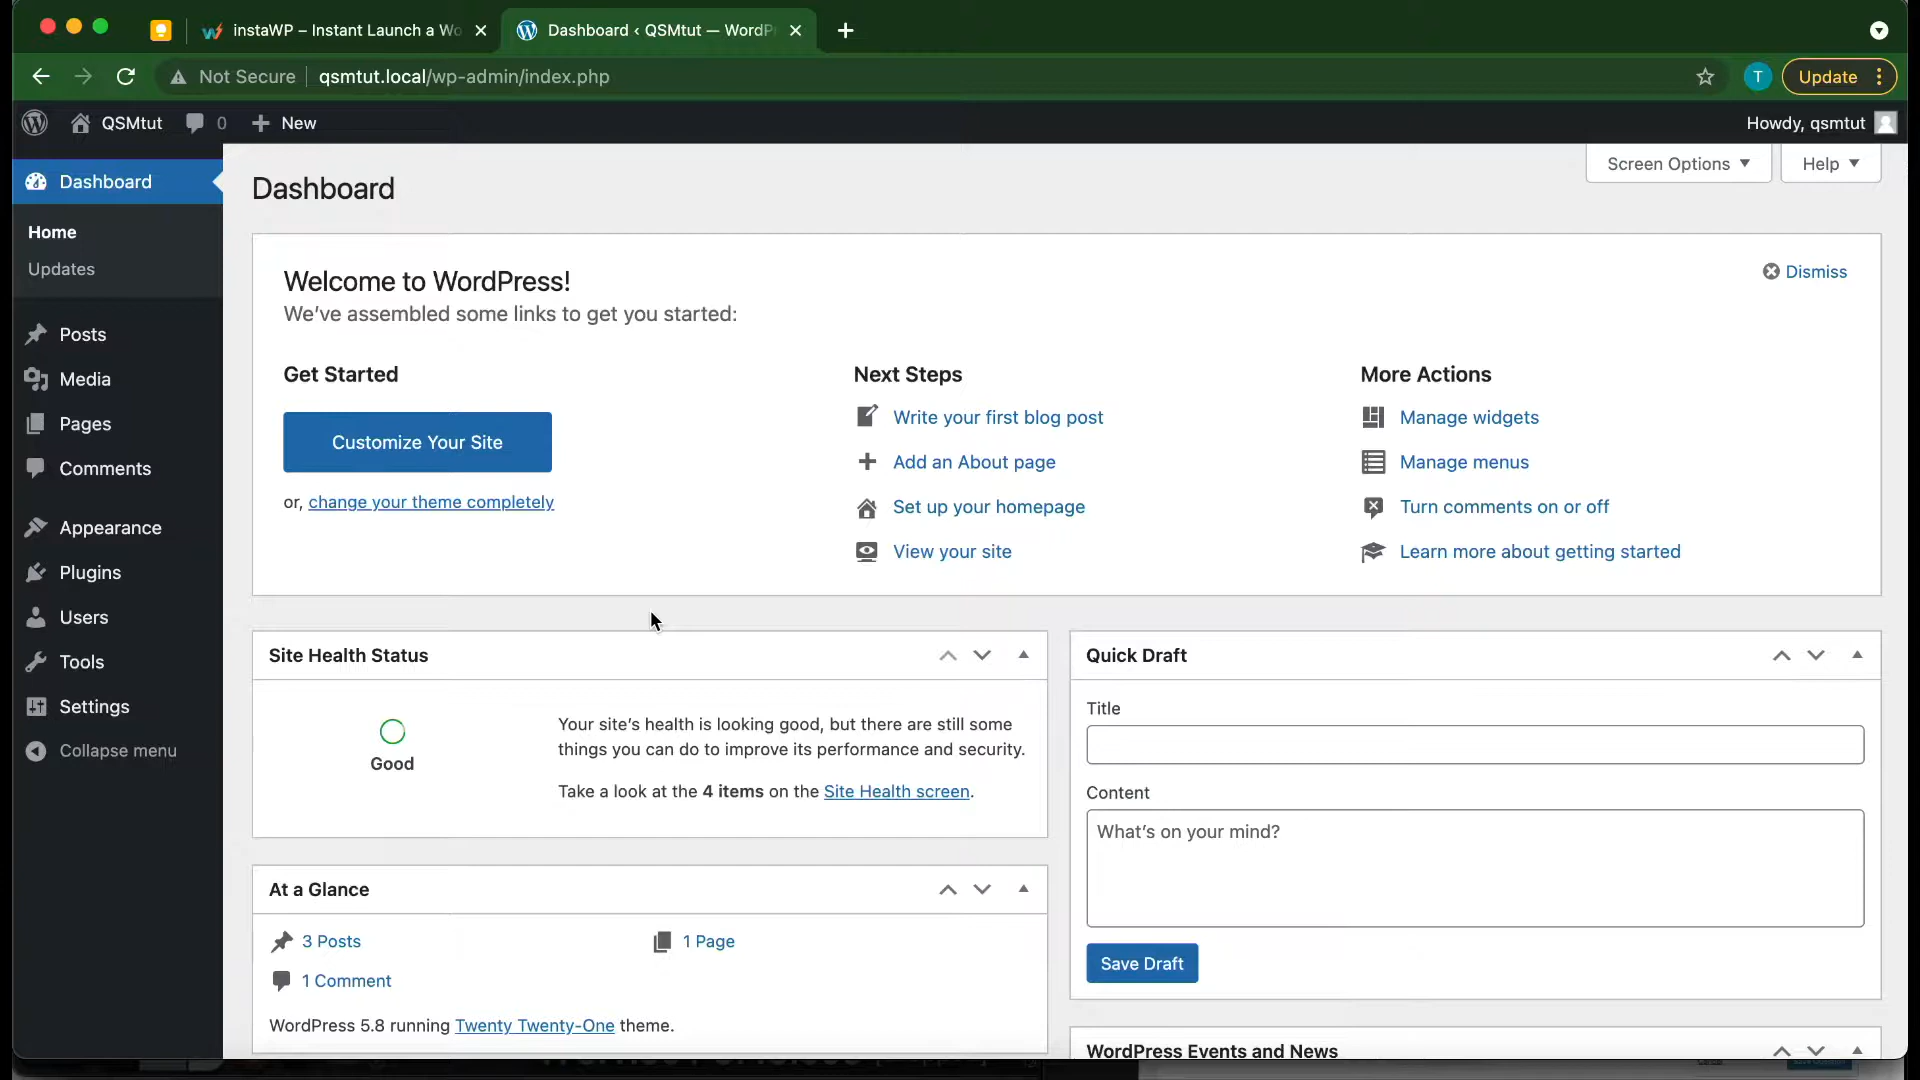 instaWP – Instant Launch a Wo
Dashboard ‹ QSMtut — WordP
Not Secure
qsmtut.local/wp-admin/index.php
T
Update
QSMtut
0
New
Howdy, qsmtut
Dashboard
Home
Updates
Posts
Media
Pages
Comments
Appearance
Plugins
Users
Tools
Settings
Collapse menu
Screen Options
Help
Dashboard
Welcome to WordPress!
Dismiss
We've assembled some links to get you started:
Get Started
Customize Your Site
or, change your theme completely
Next Steps
Write your first blog post
Add an About page
Set up your homepage
View your site
More Actions
Manage widgets
Manage menus
Turn comments on or off
Learn more about getting started
Site Health Status
Good
Your site's health is looking good, but there are still some
things you can do to improve its performance and security.
Take a look at the 4 items on the Site Health screen.
At a Glance
3 Posts
1 Page
1 Comment
WordPress 5.8 running Twenty Twenty-One theme.
Quick Draft
Title
Content
What's on your mind?
Save Draft
WordPress Events and News